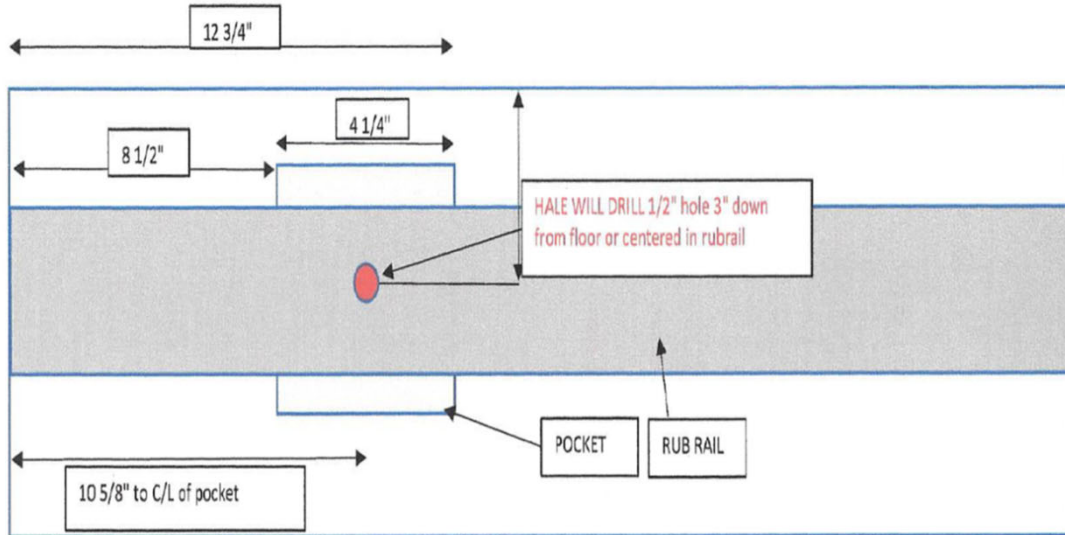 12 3/4"
4 1/4"
8 1/2"
HALE WILL DRILL 1/2" hole 3" down
from floor or centered in rubrail
POCKET
RUB RAIL
10 5/8" to C/L of pocket